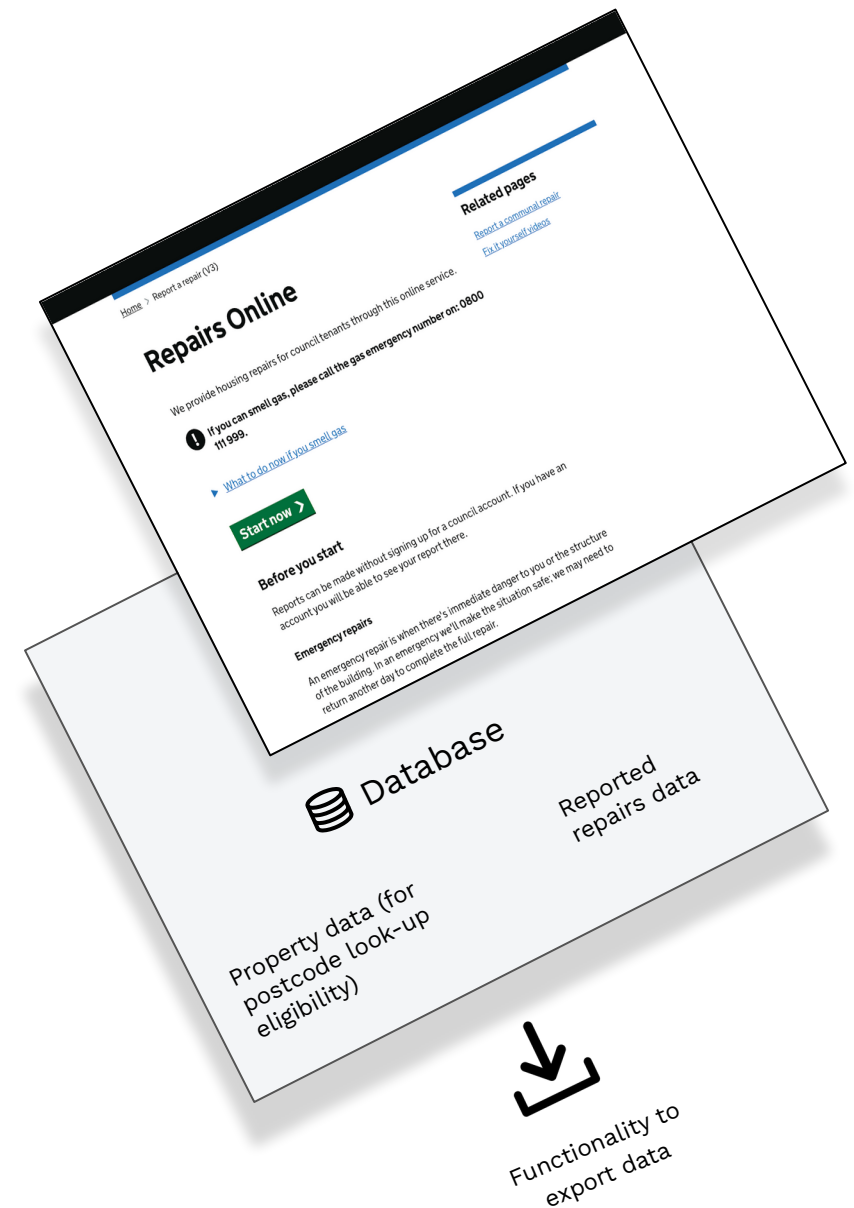 Home > Report a repair (V3)
Repairs Online
We provide housing repairs for council tenants through this online service.
! If you can smell gas, please call the gas emergency number on: 0800
111 999.
What to do now if you smell gas
Start now
Before you start
Reports can be made without signing up for a council account. If you have an
account you will be able to see your report there.
Emergency repairs
An emergency repair is when there's immediate danger to you or the structure
of the building. In an emergency we'll make the situation safe; we may need to
return another day to complete the full repair.
Related pages
Report a communal repair
Fix it yourself videos
Database
Reported
repairs data
Property data (for
postcode look-up
eligibility)
Functionality to
export data